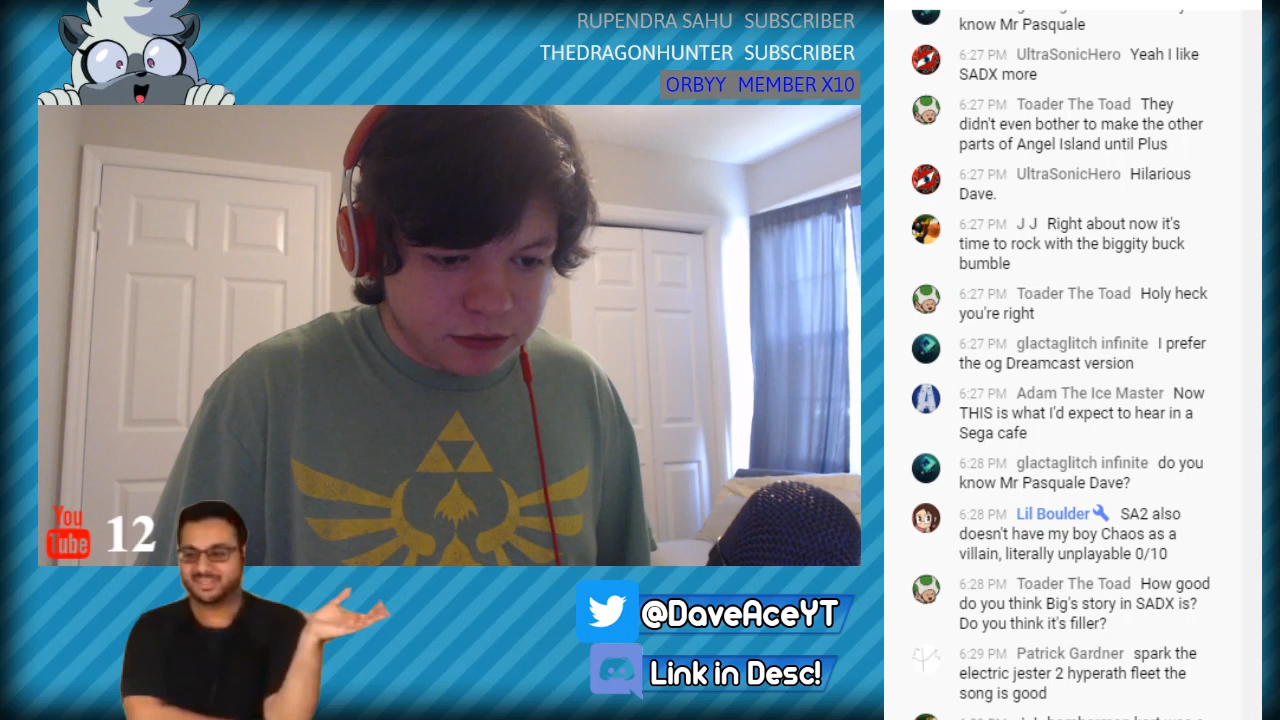 RUPENDRA SAHU SUBSCRIBER
THEDRAGONHUNTER SUBSCRIBER
ORBYY MEMBER X10
You
Tube
12
@DaveAceYT
Link in Desc!
know Mr Pasquale
6:27 PM UltraSonicHero Yeah I like
SADX more
6:27 PM Toader The Toad They
didn't even bother to make the other
parts of Angel Island until Plus
6:27 PM UltraSonicHero Hilarious
Dave.
6:27 PM J J Right about now it's
time to rock with the biggity buck
bumble
6:27 PM Toader The Toad Holy heck
you're right
6:27 PM glactaglitch infinite I prefer
the og Dreamcast version
6:27 PM Adam The Ice Master Now
THIS is what I'd expect to hear in a
Sega cafe
6:28 PM glactaglitch infinite do you
know Mr Pasquale Dave?
6:28 PM Lil Boulder SA2 also
doesn't have my boy Chaos as a
villain, literally unplayable 0/10
6:28 PM Toader The Toad How good
do you think Big's story in SADX is?
Do you think it's filler?
6:29 PM Patrick Gardner spark the
electric jester 2 hyperath fleet the
song is good